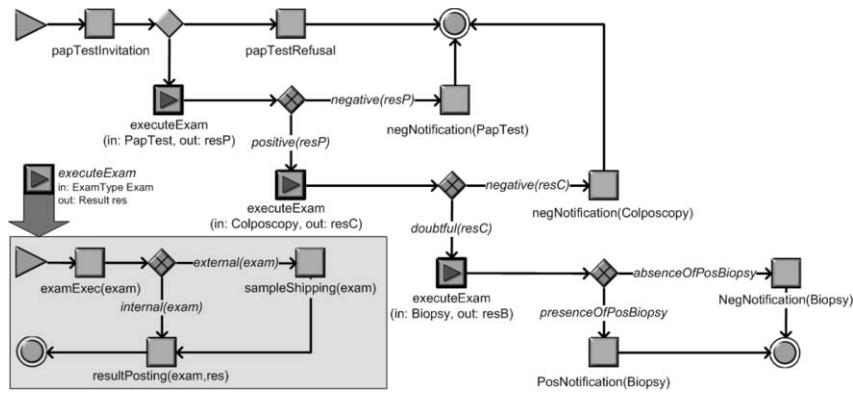 papTestInvitation
papTestRefusal
negative(resP)
executeExam
(in: PapTest, out: resP)
negNotification(PapTest)
positive(resP)
executeExam
in: ExamType Exam
out: Result res
negative(resC)
executeExam
(in: Colposcopy, out: resC)
negNotification(Colposcopy)
doubtful(resC)
external(exam)
examExec(exam)
sampleShipping(exam)
absenceOfPosBiopsy
executeExam
(in: Biopsy, out: resB)
NegNotification(Biopsy)
internal(exam)
presenceOfPosBiopsy
resultPosting(exam,res)
PosNotification(Biopsy)